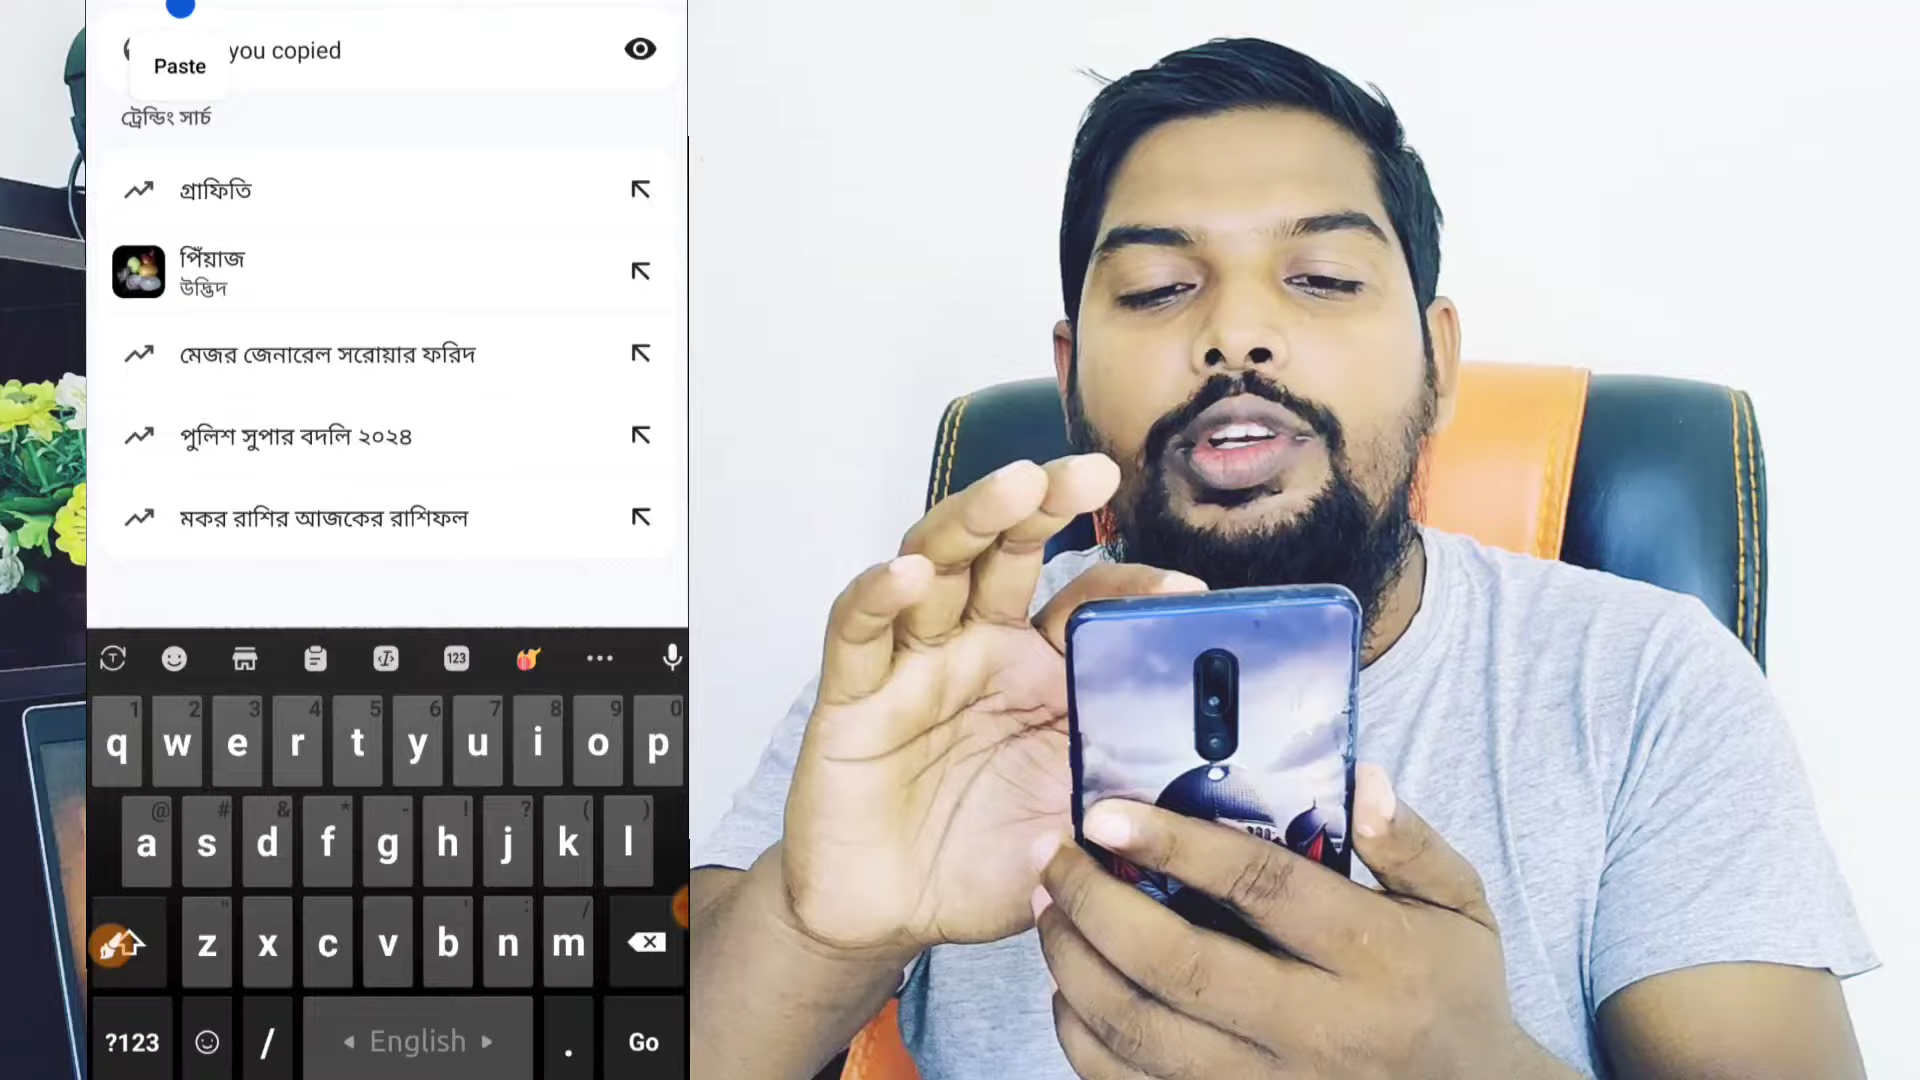 you copied
Paste
ট্রেন্ডিং সার্চ
গ্রাফিতি
পিঁয়াজ
উদ্ভিদ
মেজর জেনারেল সরোয়ার ফরিদ
পুলিশ সুপার বদলি ২০২৪
মকর রাশির আজকের রাশিফল
T 123
1 2 3 4 5 6 7 8 9 0
q w e r t y u i o p
@ # & * - ! ? ( )
a s d f g h j k l
" ' : /
z x c v b n m
?123 / English . Go